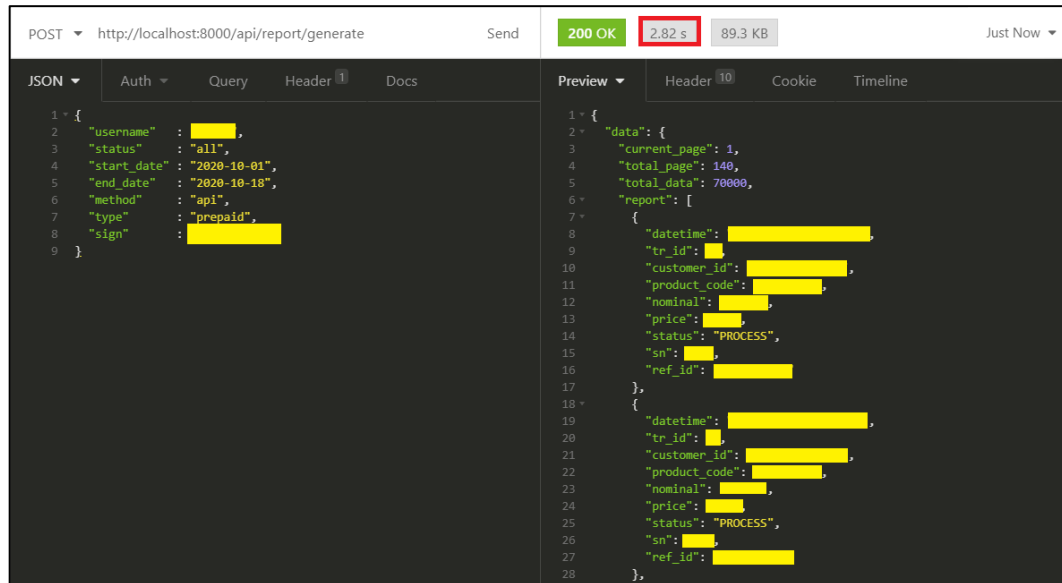 POST http://localhost:8000/api/report/generate Send
200 OK 2.82 s 89.3 KB Just Now
JSON Auth Query Header 1 Docs
Preview Header 10 Cookie Timeline
1 {
2 "username" : ,
3 "status" : "all",
4 "start_date" : "2020-10-01",
5 "end_date" : "2020-10-18",
6 "method" : "api",
7 "type" : "prepaid",
8 "sign" :
9 }
1 {
2 "data": {
3 "current_page": 1,
4 "total_page": 140,
5 "total_data": 70000,
6 "report": [
7 {
8 "datetime": ,
9 "tr_id": ,
10 "customer_id": ,
11 "product_code": ,
12 "nominal": ,
13 "price": ,
14 "status": "PROCESS",
15 "sn": ,
16 "ref_id":
17 },
18 {
19 "datetime": ,
20 "tr_id": ,
21 "customer_id": ,
22 "product_code": ,
23 "nominal": ,
24 "price": ,
25 "status": "PROCESS",
26 "sn": ,
27 "ref_id":
28 },